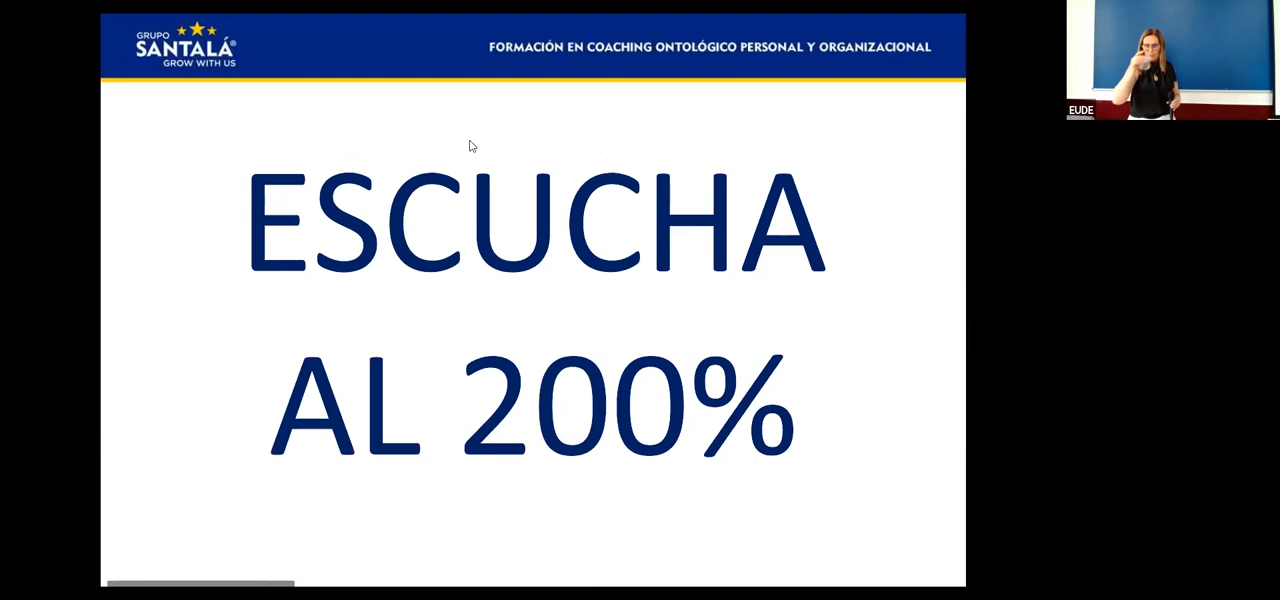 GRUPO
SANTALÁ®
GROW WITH US
FORMACIÓN EN COACHING ONTOLÓGICO PERSONAL Y ORGANIZACIONAL
EUDE
ESCUCHA
AL 200%